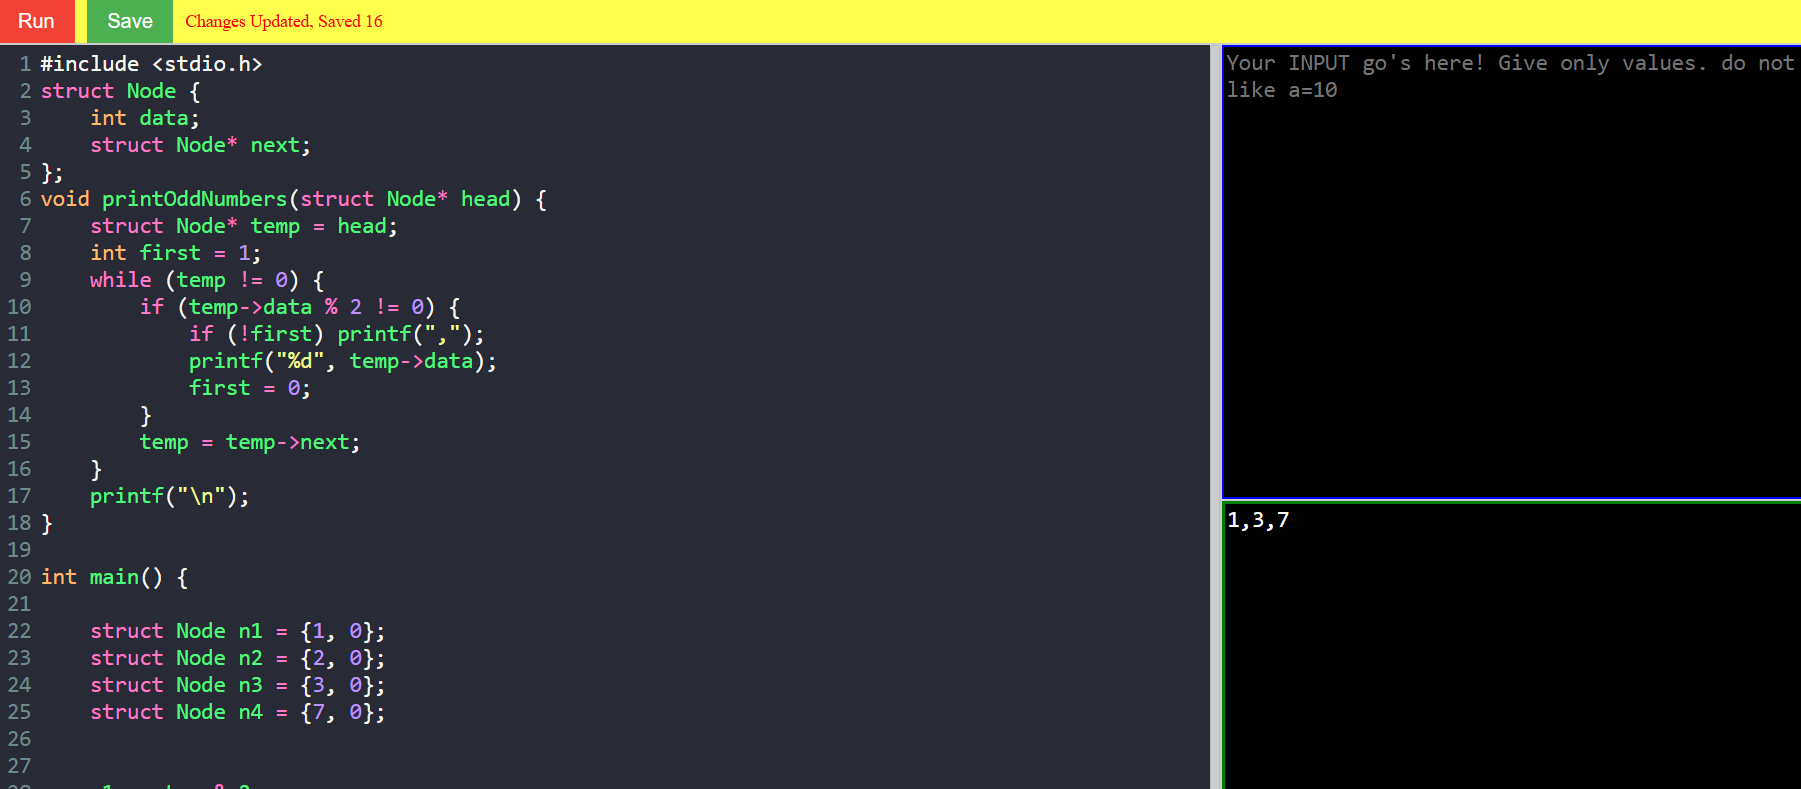 Run Save Changes Updated, Saved 16
1 #include <stdio.h>
2 struct Node {
3     int data;
4     struct Node* next;
5 };
6 void printOddNumbers(struct Node* head) {
7     struct Node* temp = head;
8     int first = 1;
9     while (temp != 0) {
10         if (temp->data % 2 != 0) {
11             if (!first) printf(",");
12             printf("%d", temp->data);
13             first = 0;
14         }
15         temp = temp->next;
16     }
17     printf("\n");
18 }
19
20 int main() {
21
22     struct Node n1 = {1, 0};
23     struct Node n2 = {2, 0};
24     struct Node n3 = {3, 0};
25     struct Node n4 = {7, 0};
26
27
Your INPUT go's here! Give only values. do not
like a=10
1,3,7